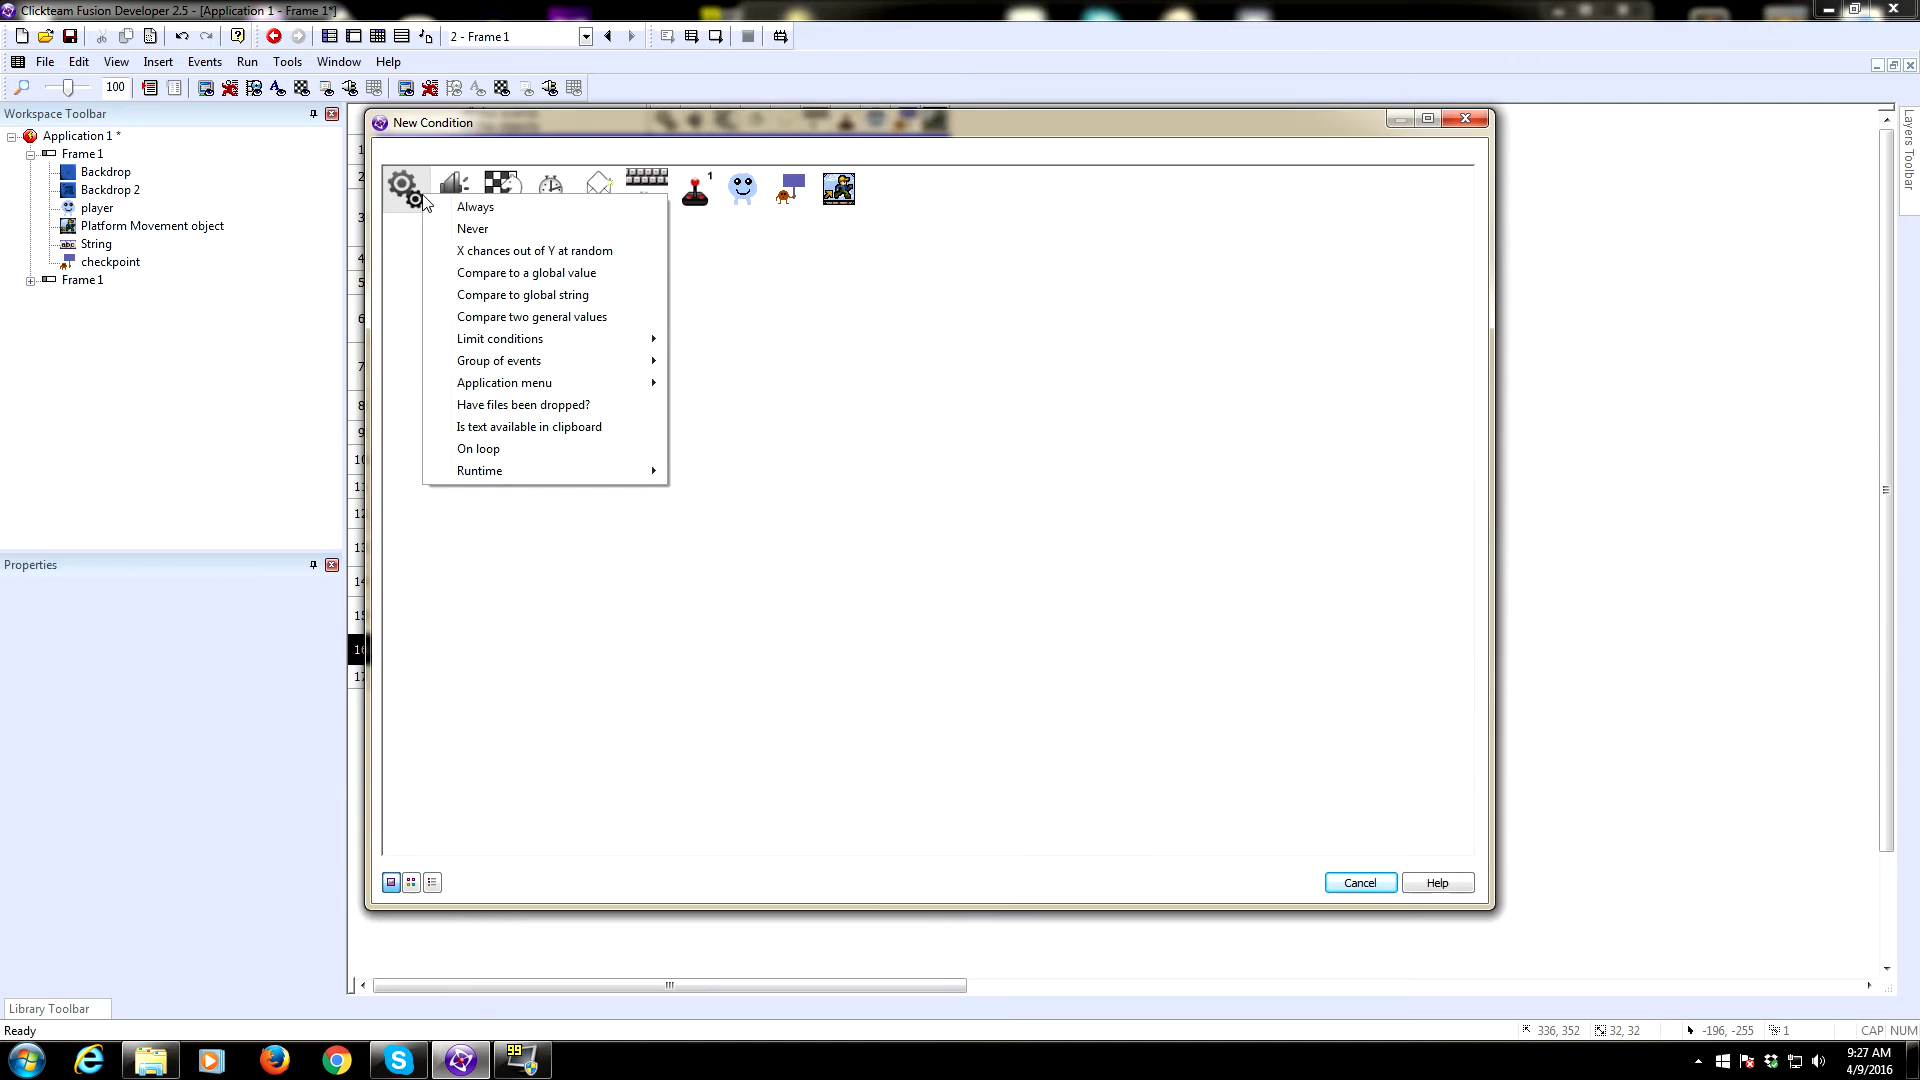 Clickteam Fusion Developer 2.5 - [Application 1 - Frame 1*]
100
2 - Frame 1
File Edit View Insert Events Run Tools Window Help
Workspace Toolbar
Application 1 *
Frame 1
Backdrop
Backdrop 2
player
Platform Movement object
abc String
checkpoint
Frame 1
Properties
Library Toolbar
Layers Toolbar
New Condition
1
Always
Never
X chances out of Y at random
Compare to a global value
Compare to global string
Compare two general values
Limit conditions
Group of events
Application menu
Have files been dropped?
Is text available in clipboard
On loop
Runtime
Cancel Help
Ready
336, 352 32, 32 -196, -255 1 CAP NUM
99
9:27 AM
4/9/2016